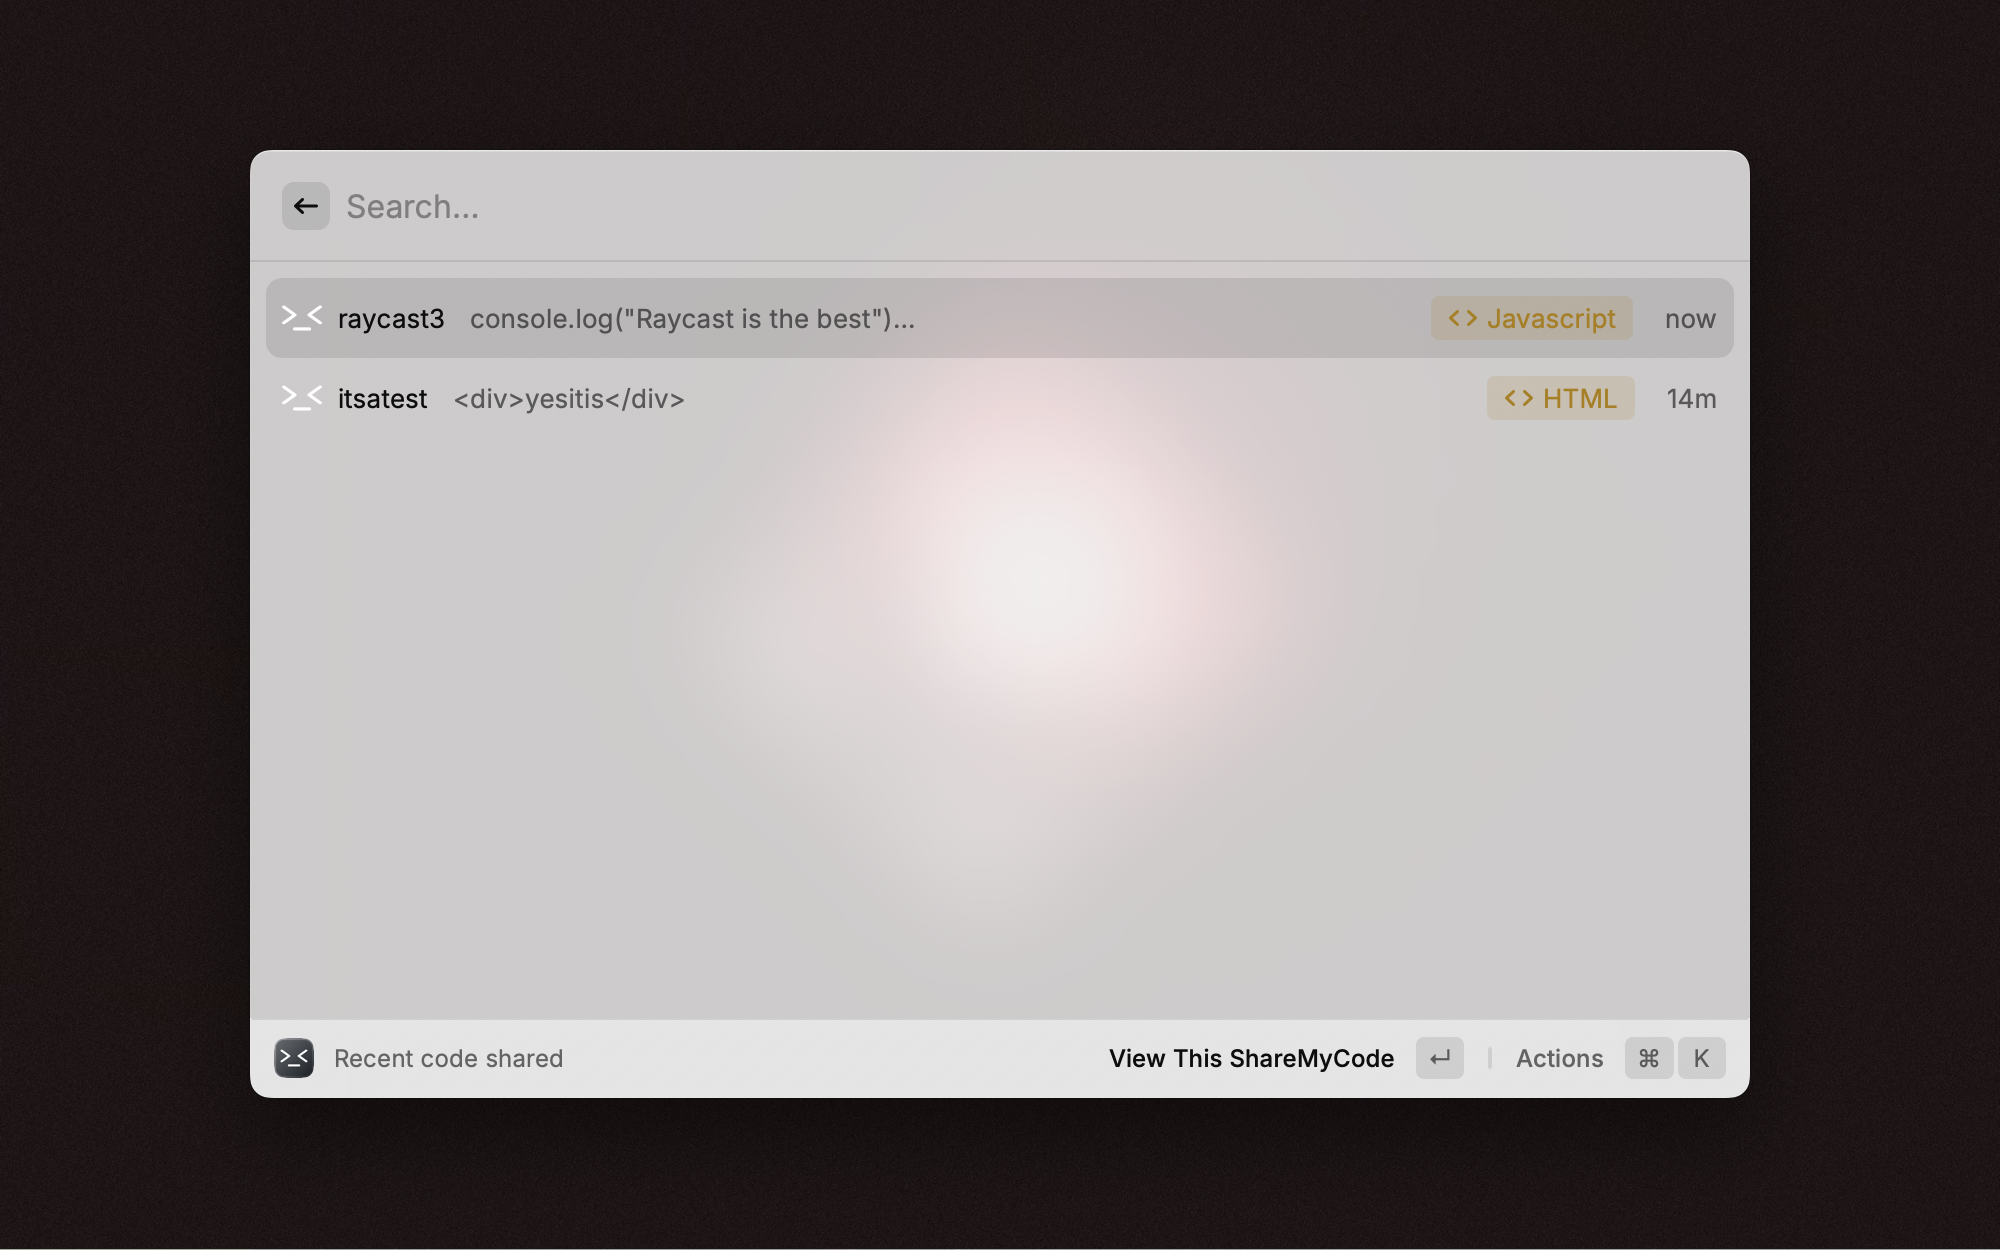 Search...
raycast3 console.log("Raycast is the best")... <> Javascript now
itsatest <div>yesitis</div> <> HTML 14m
Recent code shared View This ShareMyCode ↵ Actions ⌘ K